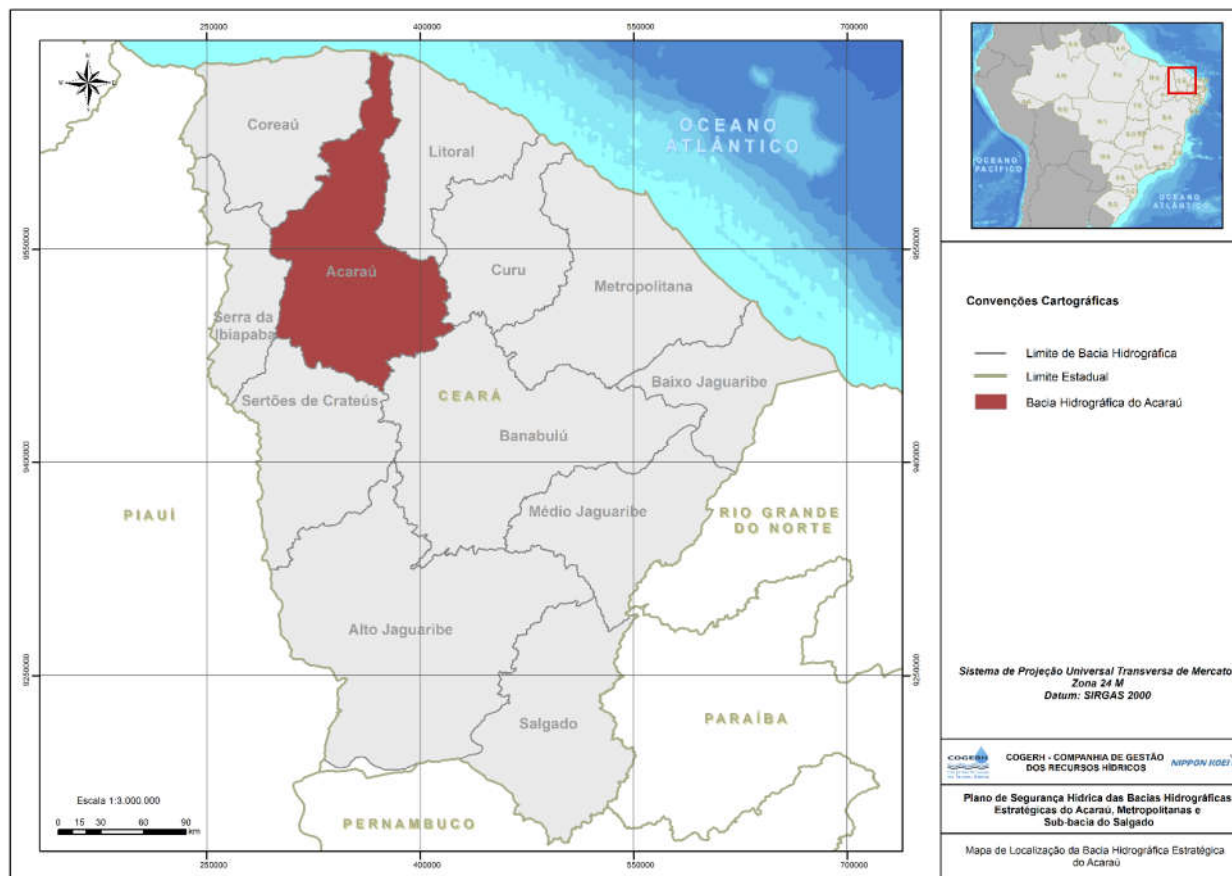 250000
400000
550000
700000
N
Coreaú
Litoral
OCEANO
ATLÂNTICO
9550000
9550000
Acaraú
Curu
Metropolitana
Serra da
Ibiapaba
Sertões de Crateús
CEARÁ
Baixo Jaguaribe
Banabuiú
9400000
9400000
PIAUÍ
Médio Jaguaribe
RIO GRANDE
DO NORTE
Alto Jaguaribe
9250000
9250000
Salgado
PARAÍBA
Escala 1:3.000.000
0 15 30 60 90
km
PERNAMBUCO
250000
400000
550000
700000
OCEANO
PACÍFICO
OCEANO
ATLÂNTICO
Convenções Cartográficas
Limite de Bacia Hidrográfica
Limite Estadual
Bacia Hidrográfica do Acaraú
Sistema de Projeção Universal Transversa de Mercato
Zona 24 M
Datum: SIRGAS 2000
COGERH
COGERH - COMPANHIA DE GESTÃO
DOS RECURSOS HÍDRICOS
NIPPON KOEI
Plano de Segurança Hídrica das Bacias Hidrográficas
Estratégicas do Acaraú, Metropolitanas e
Sub-bacia do Salgado
Mapa de Localização da Bacia Hidrográfica Estratégica
do Acaraú